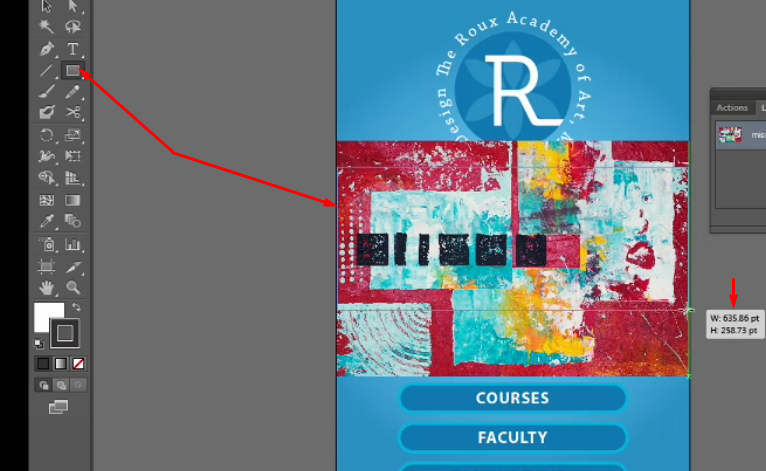 The Roux Academy of Art, M
Design
R
Actions L
T
W: 635.86 pt
H: 258.73 pt
COURSES
FACULTY